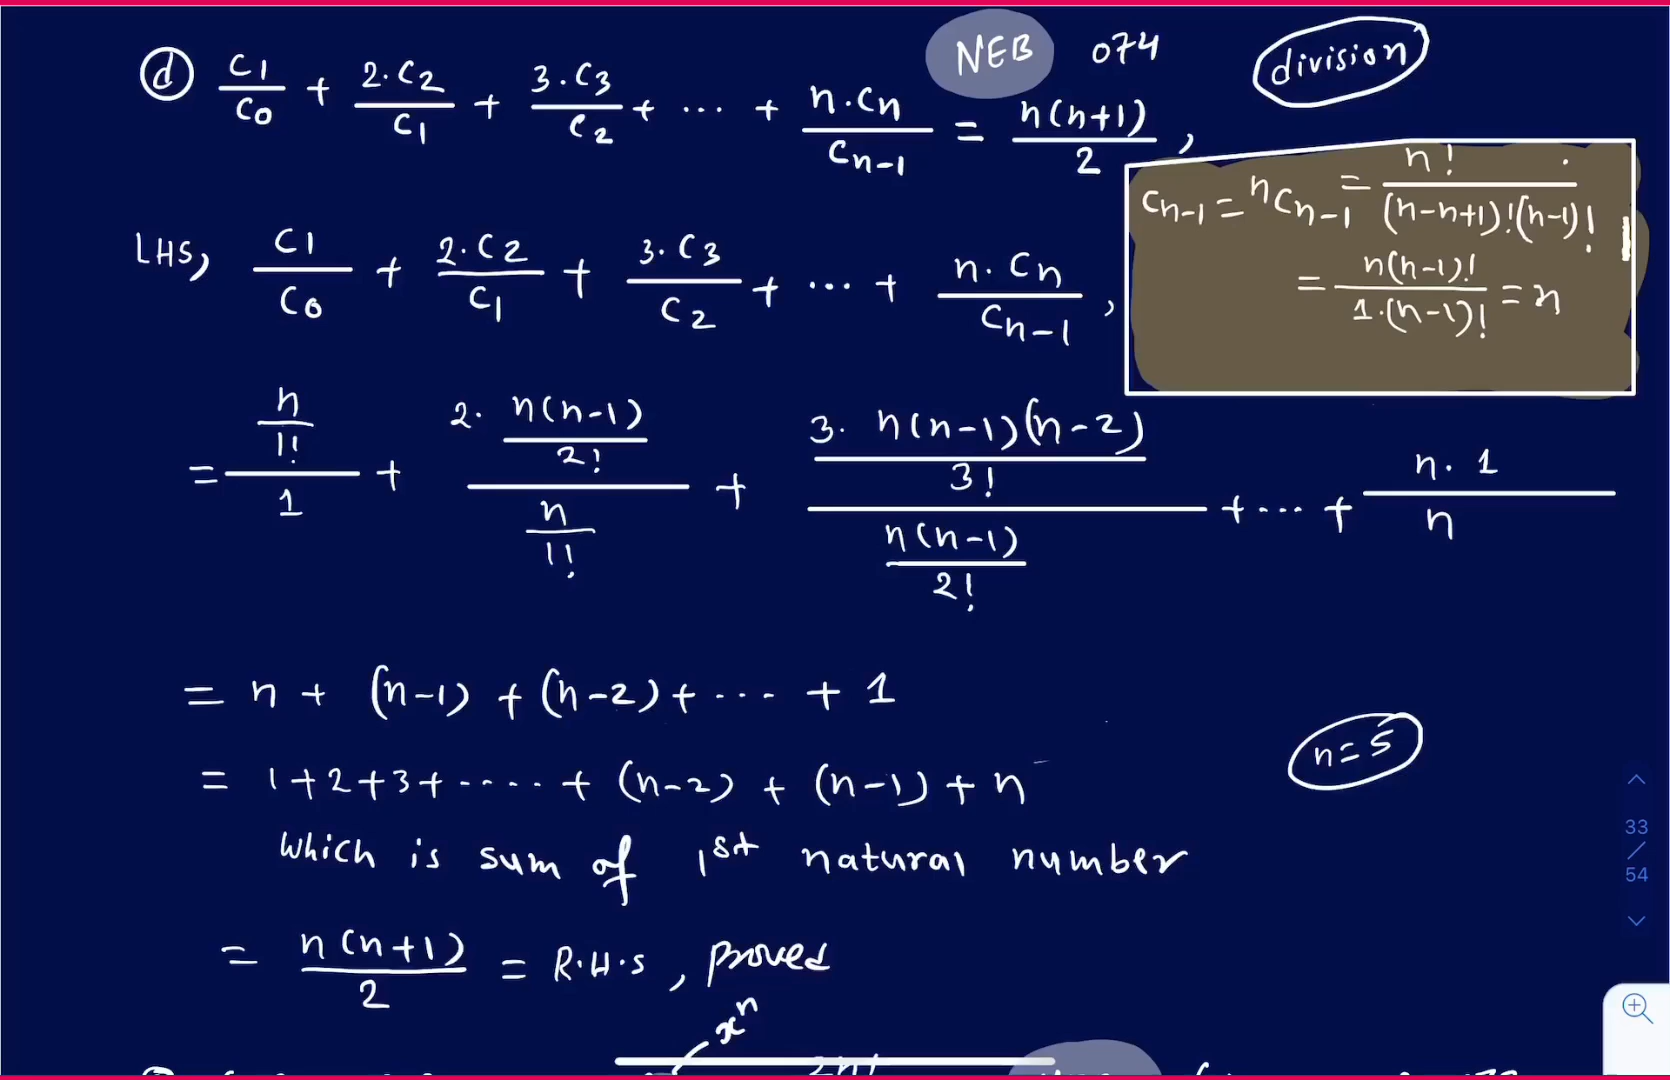 (d) C1/C0 + 2.C2/C1 + 3.C3/C2 + ... + n.Cn/Cn-1 = n(n+1)/2 ,
NEB 074
division
Cn-1 = nCn-1 = n!/(n-n+1)!(n-1)!
= n(n-1)!/1.(n-1)! = n
LHS, C1/C0 + 2.C2/C1 + 3.C3/C2 + ... + n.Cn/Cn-1 ,
= (n/1!)/1 + (2. n(n-1)/2!)/(n/1!) + (3. n(n-1)(n-2)/3!)/(n(n-1)/2!) + ... + n.1/n
= n + (n-1) + (n-2) + ... + 1
= 1+2+3+ .... + (n-2) + (n-1) + n
n=5
which is sum of 1st natural number
= n(n+1)/2 = R.H.S , proved
xn
33
/
54